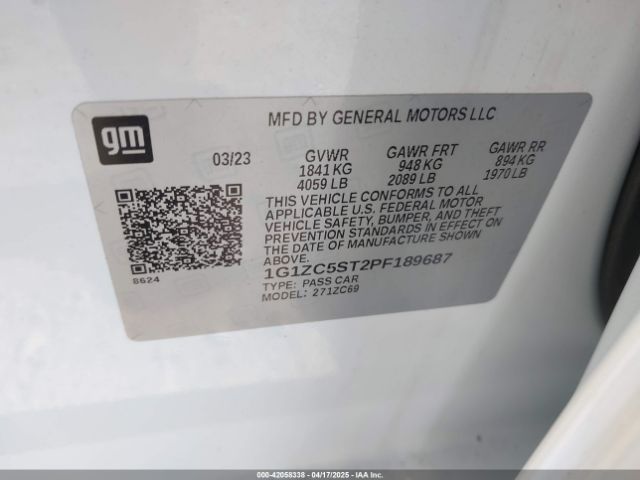 MFD BY GENERAL MOTORS LLC
gm
03/23 GVWR GAWR FRT GAWR RR
1841 KG 948 KG 894 KG
4059 LB 2089 LB 1970 LB
THIS VEHICLE CONFORMS TO ALL
APPLICABLE U.S. FEDERAL MOTOR
VEHICLE SAFETY, BUMPER, AND THEFT
PREVENTION STANDARDS IN EFFECT ON
THE DATE OF MANUFACTURE SHOWN
ABOVE.
1G1ZC5ST2PF189687
8624
TYPE: PASS CAR
MODEL: 271ZC69
000-42058338 - 04/17/2025 - IAAI, Inc.